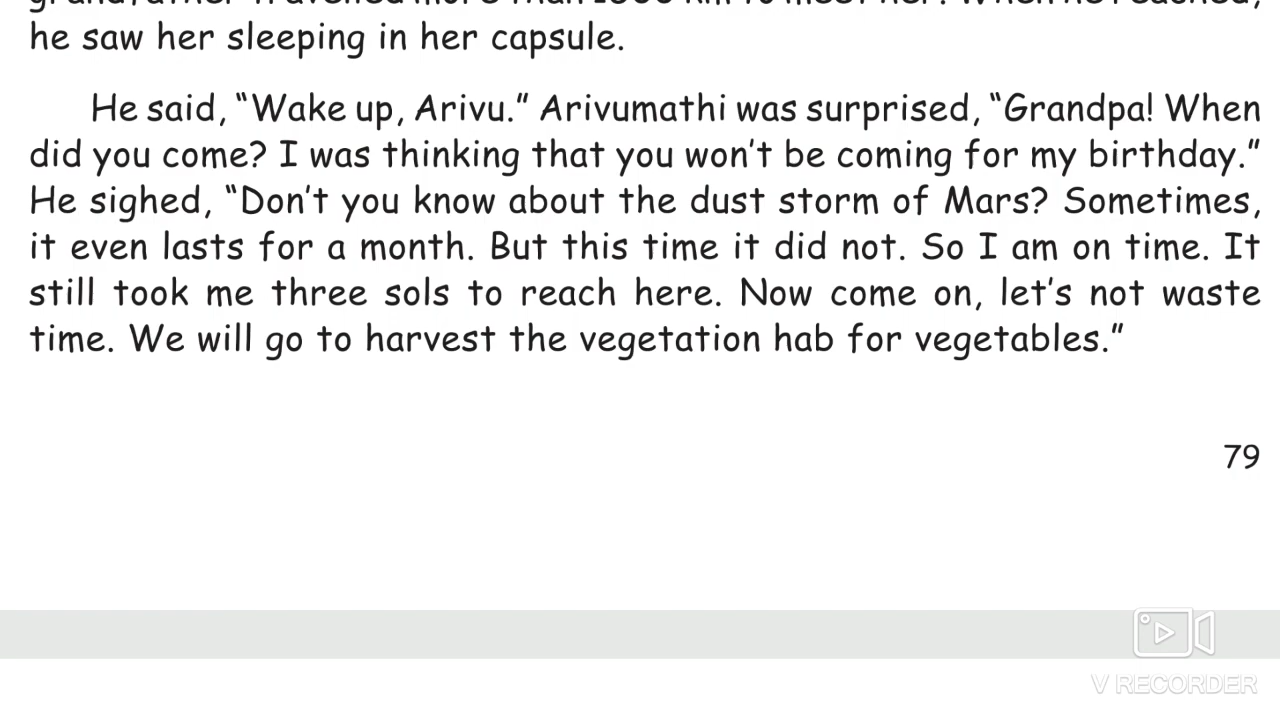 he saw her sleeping in her capsule.
He said, “Wake up, Arivu.” Arivumathi was surprised, “Grandpa! When
did you come? I was thinking that you won’t be coming for my birthday.”
He sighed, “Don’t you know about the dust storm of Mars? Sometimes,
it even lasts for a month. But this time it did not. So I am on time. It
still took me three sols to reach here. Now come on, let’s not waste
time. We will go to harvest the vegetation hab for vegetables.”
79
V RECORDER